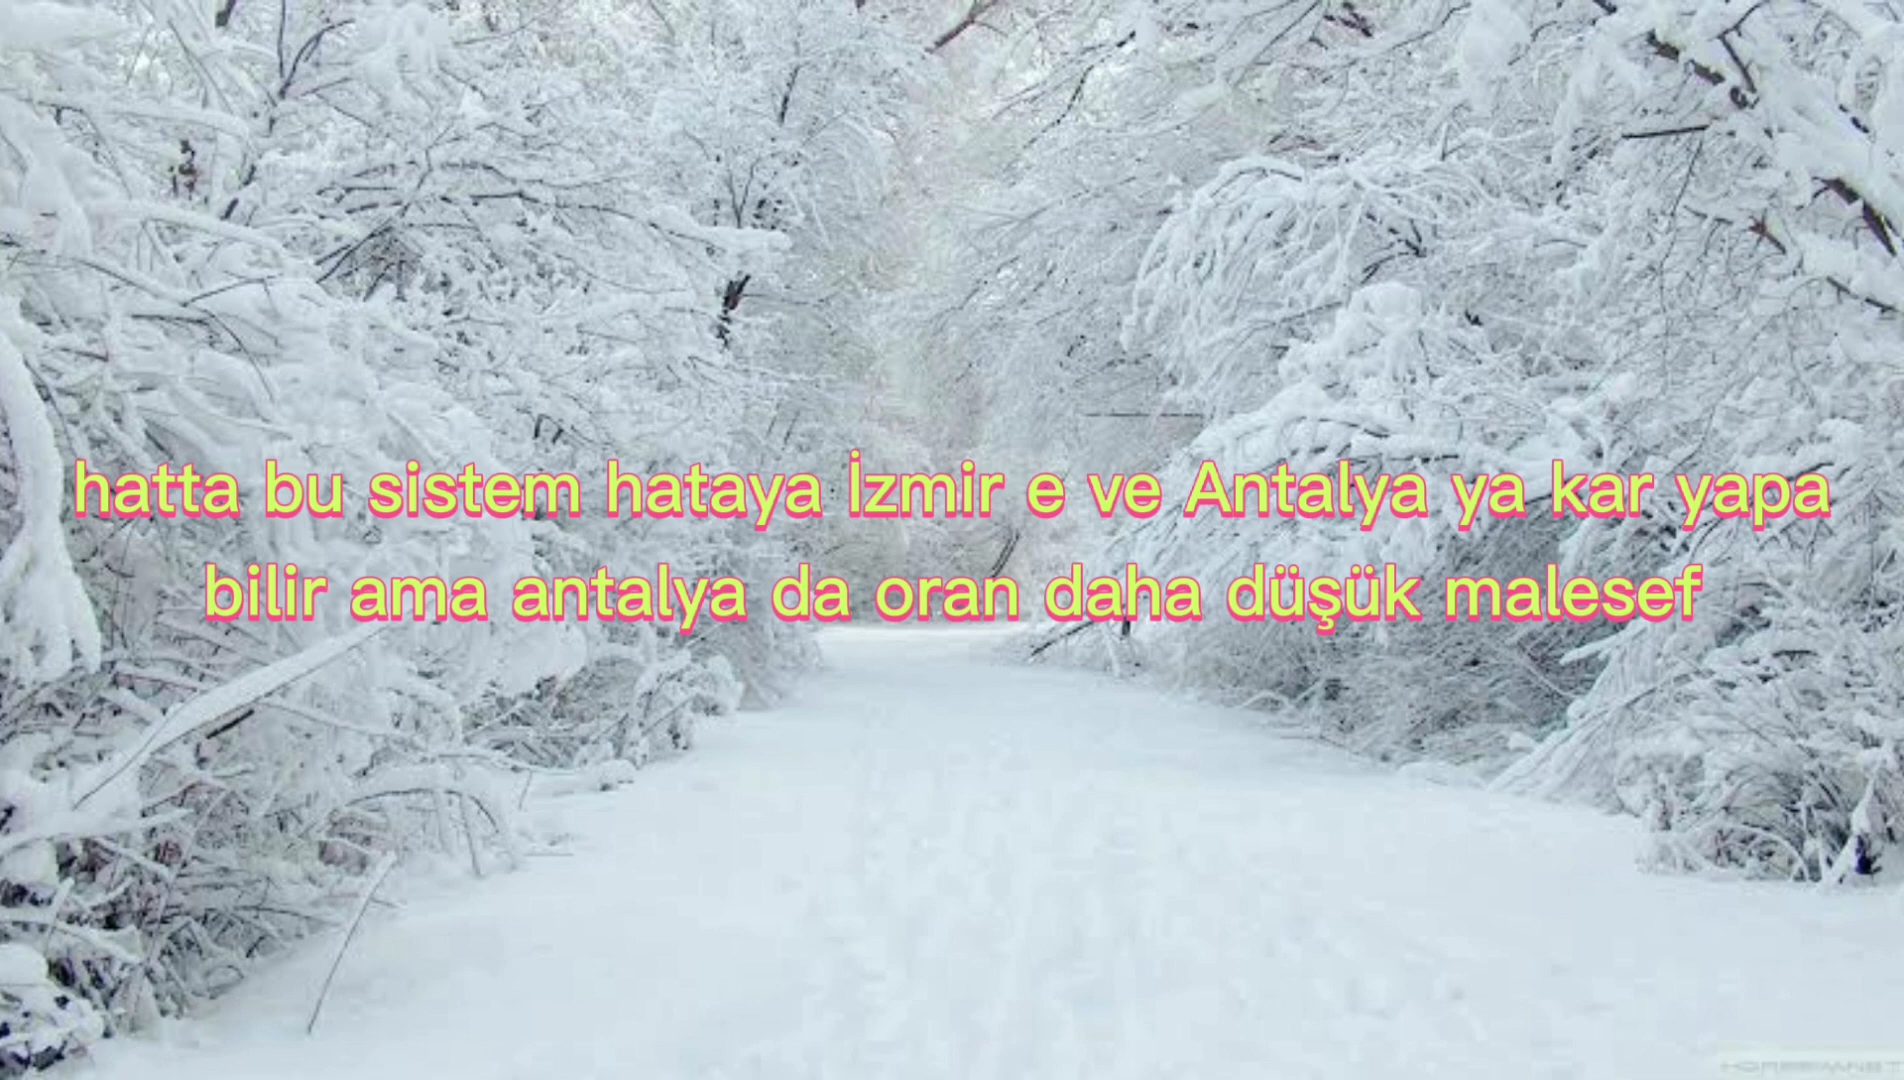 hatta bu sistem hataya İzmir e ve Antalya ya kar yapa
bilir ama antalya da oran daha düşük malesef